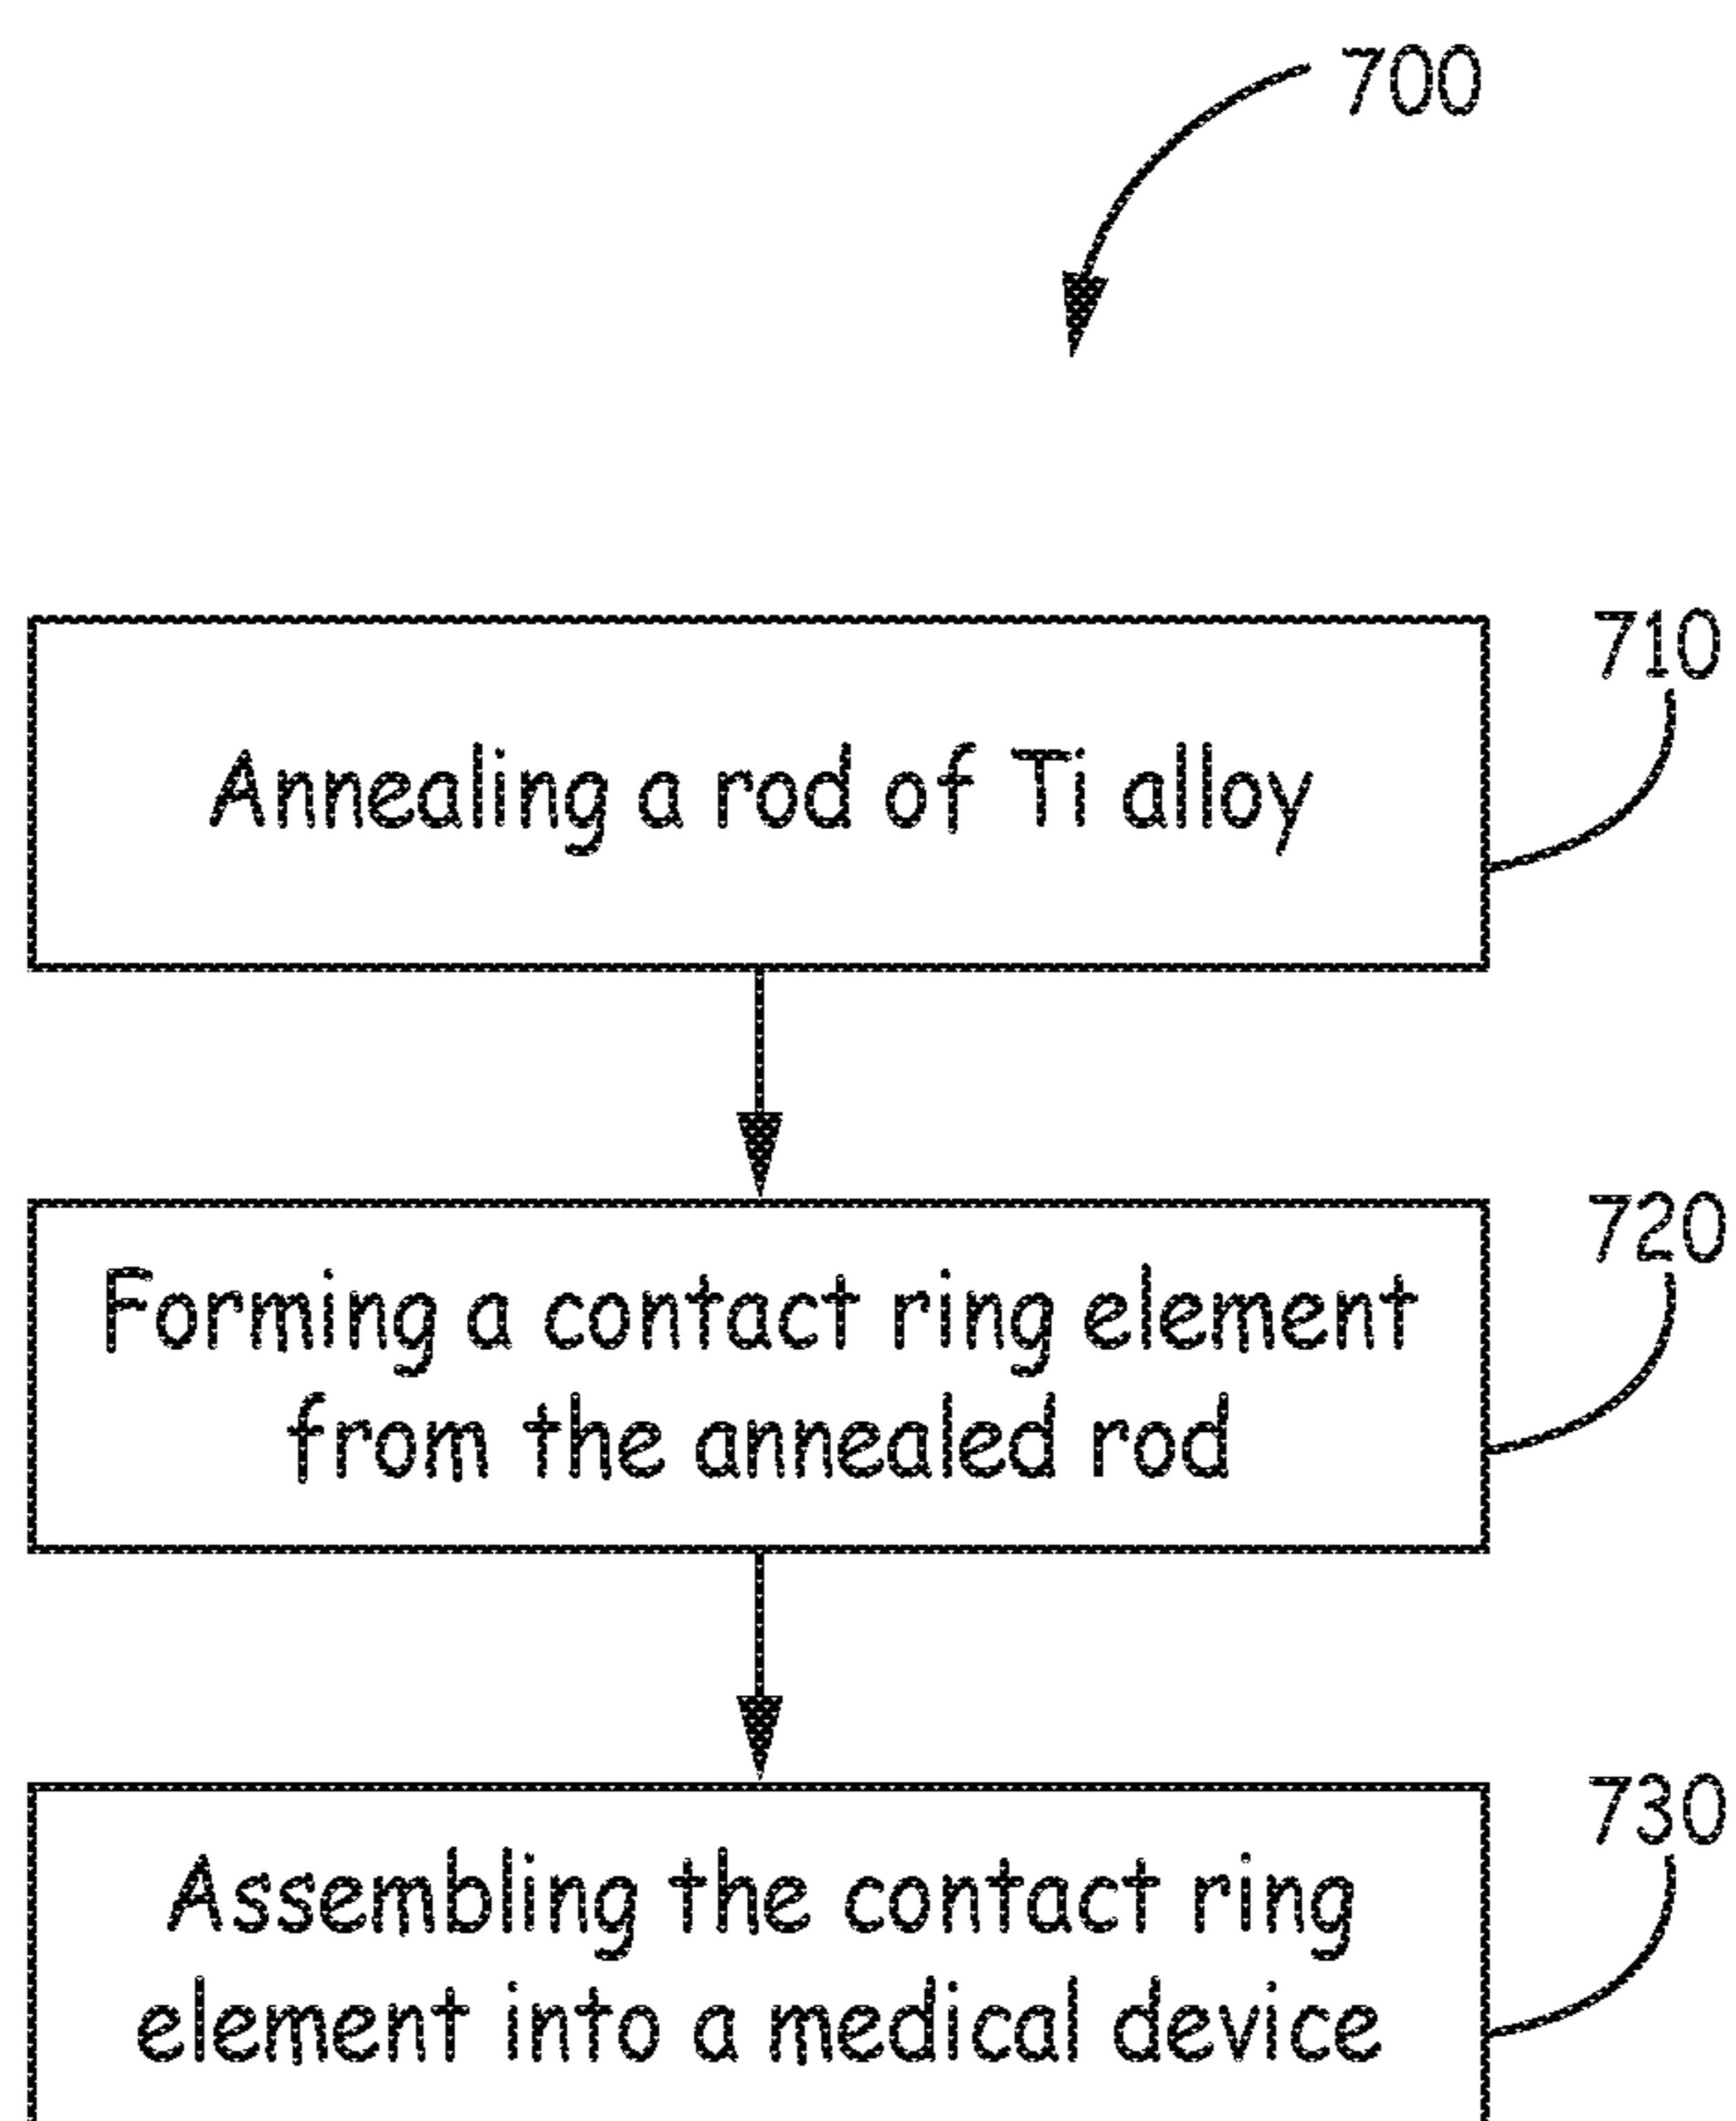 700
710
Annealing a rod of Ti alloy
720
Forming a contact ring element
from the annealed rod
730
Assembling the contact ring
element into a medical device